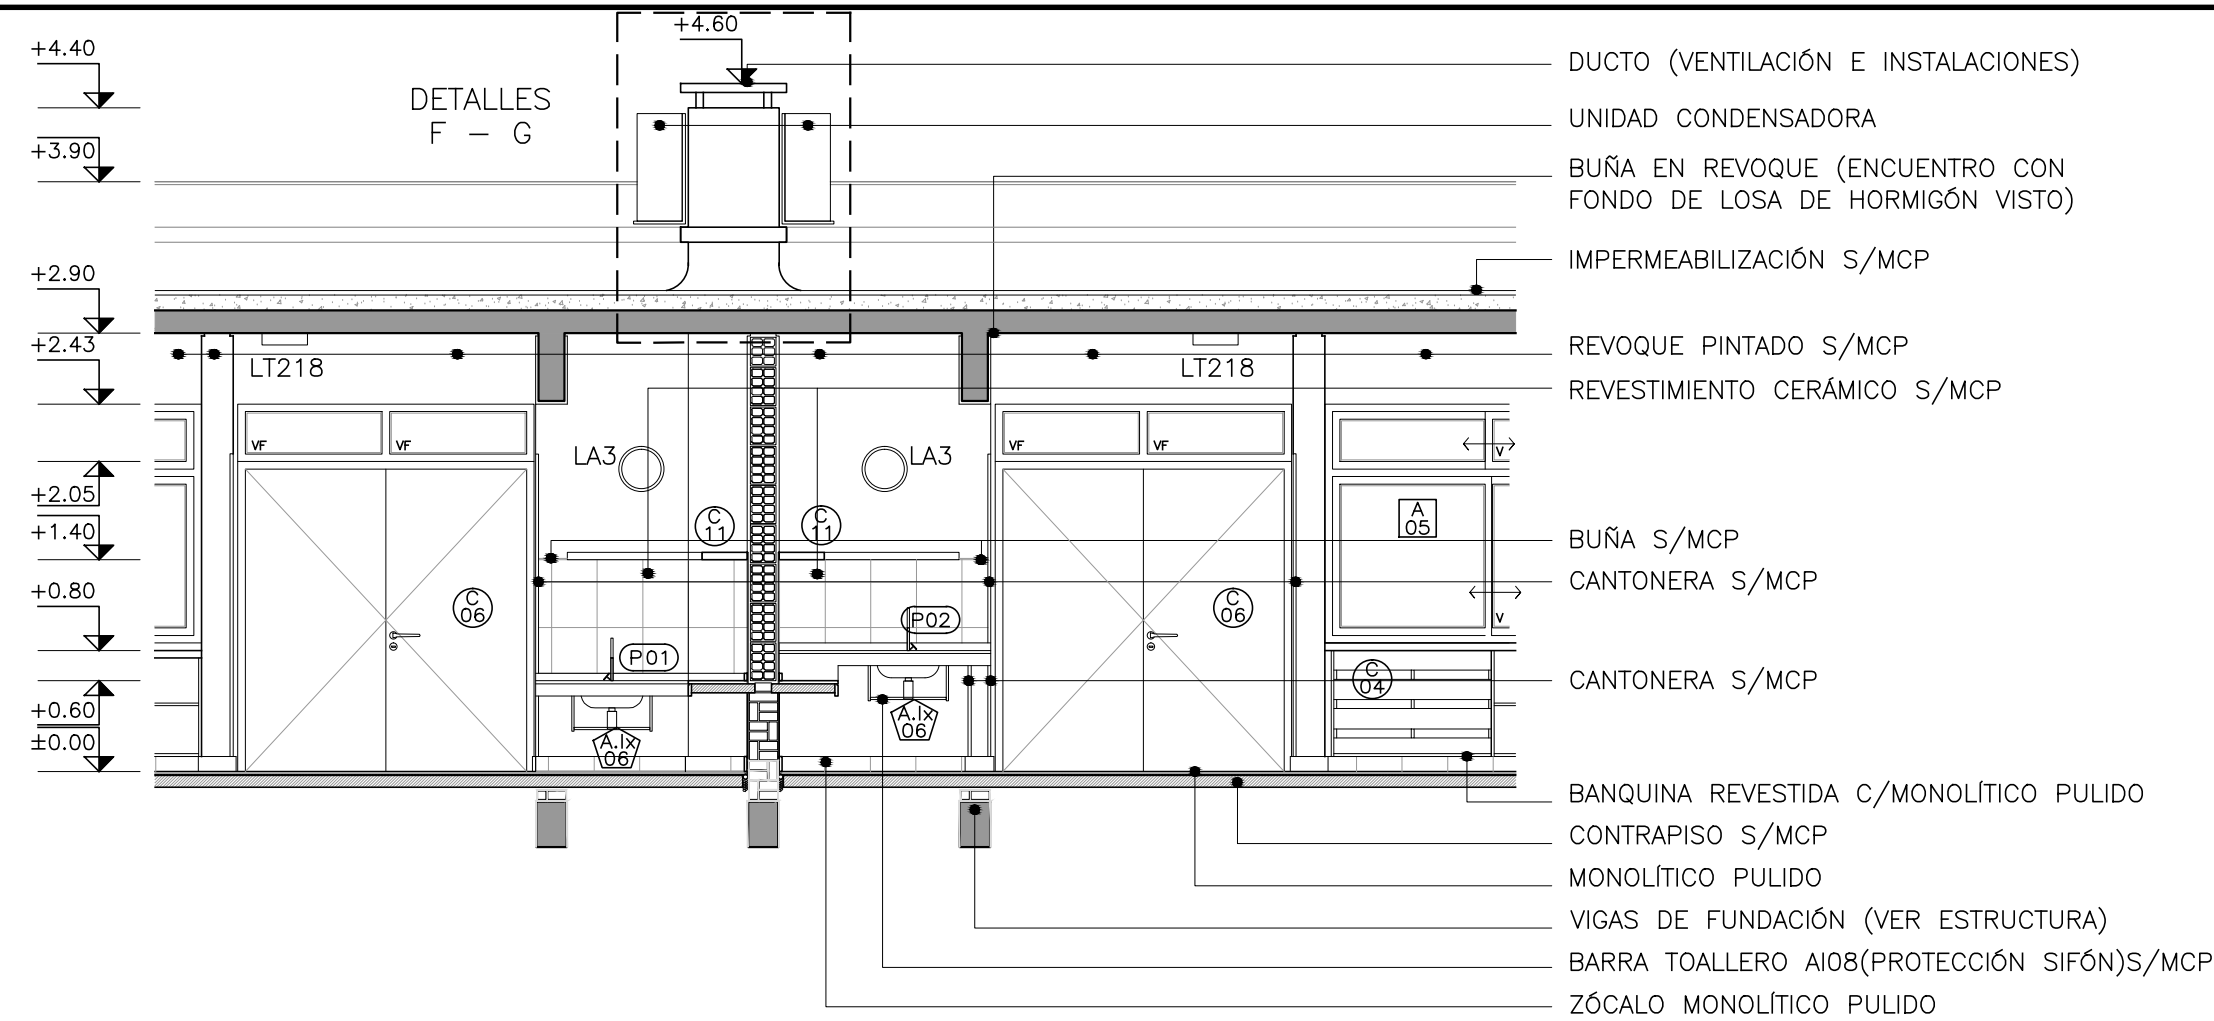 +4.60
+4.40
DETALLES
F – G
+3.90
+2.90
+2.43
+2.05
+1.40
+0.80
+0.60
±0.00
LT218
LT218
VF
VF
VF
VF
LA3
LA3
C
11
C
11
C
06
C
06
A
05
V
V
P01
P02
C
04
A.Ix
06
A.Ix
06
DUCTO (VENTILACIÓN E INSTALACIONES)
UNIDAD CONDENSADORA
BUÑA EN REVOQUE (ENCUENTRO CON
FONDO DE LOSA DE HORMIGÓN VISTO)
IMPERMEABILIZACIÓN S/MCP
REVOQUE PINTADO S/MCP
REVESTIMIENTO CERÁMICO S/MCP
BUÑA S/MCP
CANTONERA S/MCP
CANTONERA S/MCP
BANQUINA REVESTIDA C/MONOLÍTICO PULIDO
CONTRAPISO S/MCP
MONOLÍTICO PULIDO
VIGAS DE FUNDACIÓN (VER ESTRUCTURA)
BARRA TOALLERO AI08(PROTECCIÓN SIFÓN)S/MCP
ZÓCALO MONOLÍTICO PULIDO